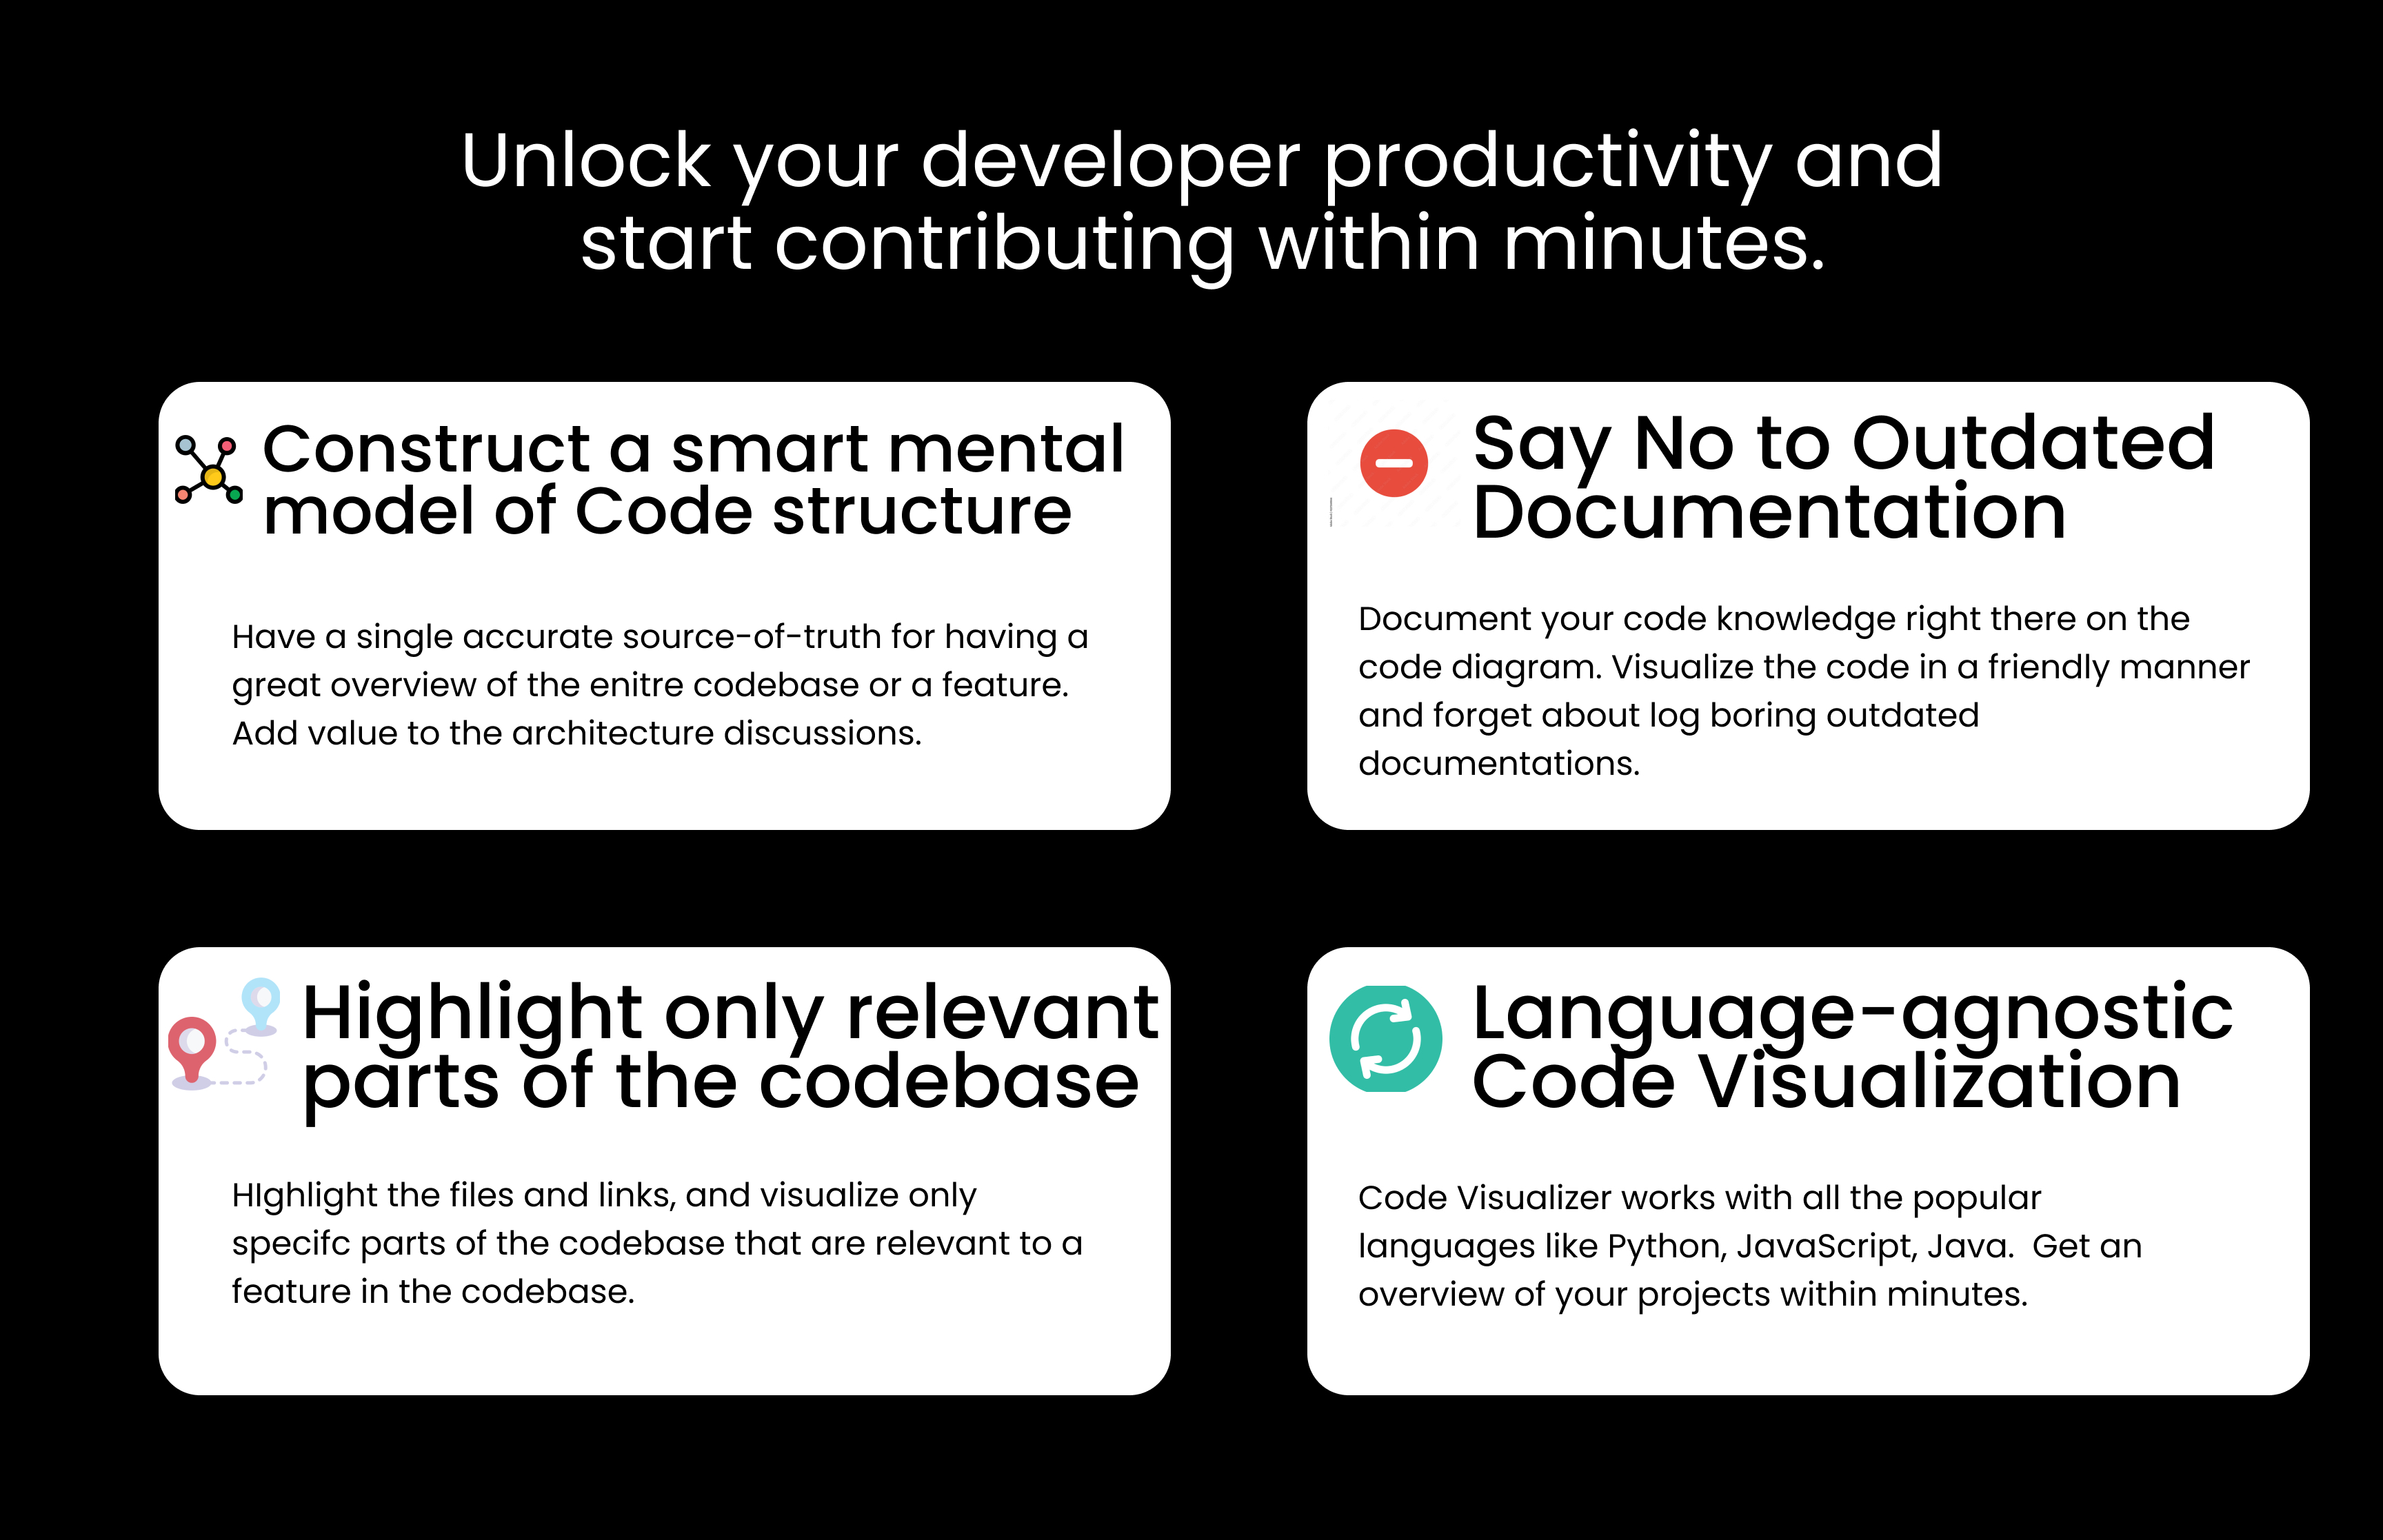 Unlock your developer productivity and
start contributing within minutes.
Construct a smart mental
model of Code structure
Have a single accurate source-of-truth for having a
great overview of the enitre codebase or a feature.
Add value to the architecture discussions.
Say No to Outdated
Documentation
Document your code knowledge right there on the
code diagram. Visualize the code in a friendly manner
and forget about log boring outdated
documentations.
Highlight only relevant
parts of the codebase
HIghlight the files and links, and visualize only
specifc parts of the codebase that are relevant to a
feature in the codebase.
Language-agnostic
Code Visualization
Code Visualizer works with all the popular
languages like Python, JavaScript, Java.  Get an
overview of your projects within minutes.